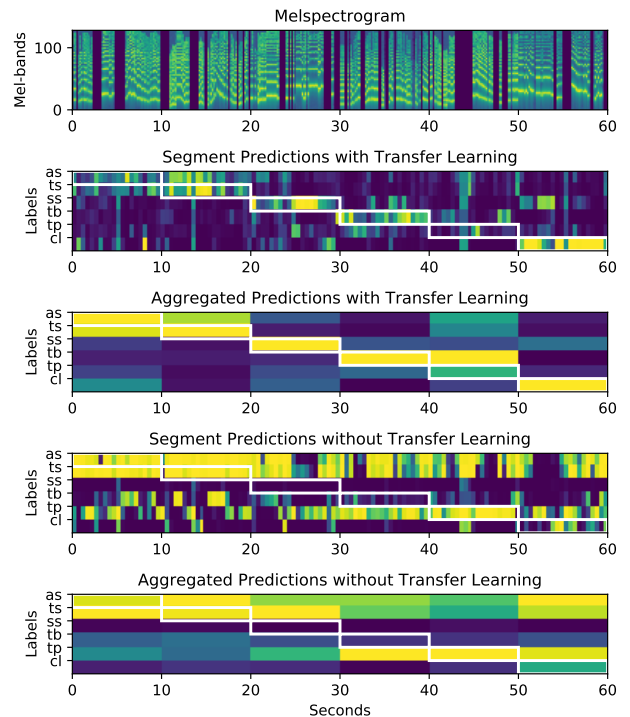 Melspectrogram
Mel-bands
100
0
0 10 20 30 40 50 60
Segment Predictions with Transfer Learning
Labels
as
ts
ss
tb
tp
cl
0 10 20 30 40 50 60
Aggregated Predictions with Transfer Learning
Labels
as
ts
ss
tb
tp
cl
0 10 20 30 40 50 60
Segment Predictions without Transfer Learning
Labels
as
ts
ss
tb
tp
cl
0 10 20 30 40 50 60
Aggregated Predictions without Transfer Learning
Labels
as
ts
ss
tb
tp
cl
0 10 20 30 40 50 60
Seconds